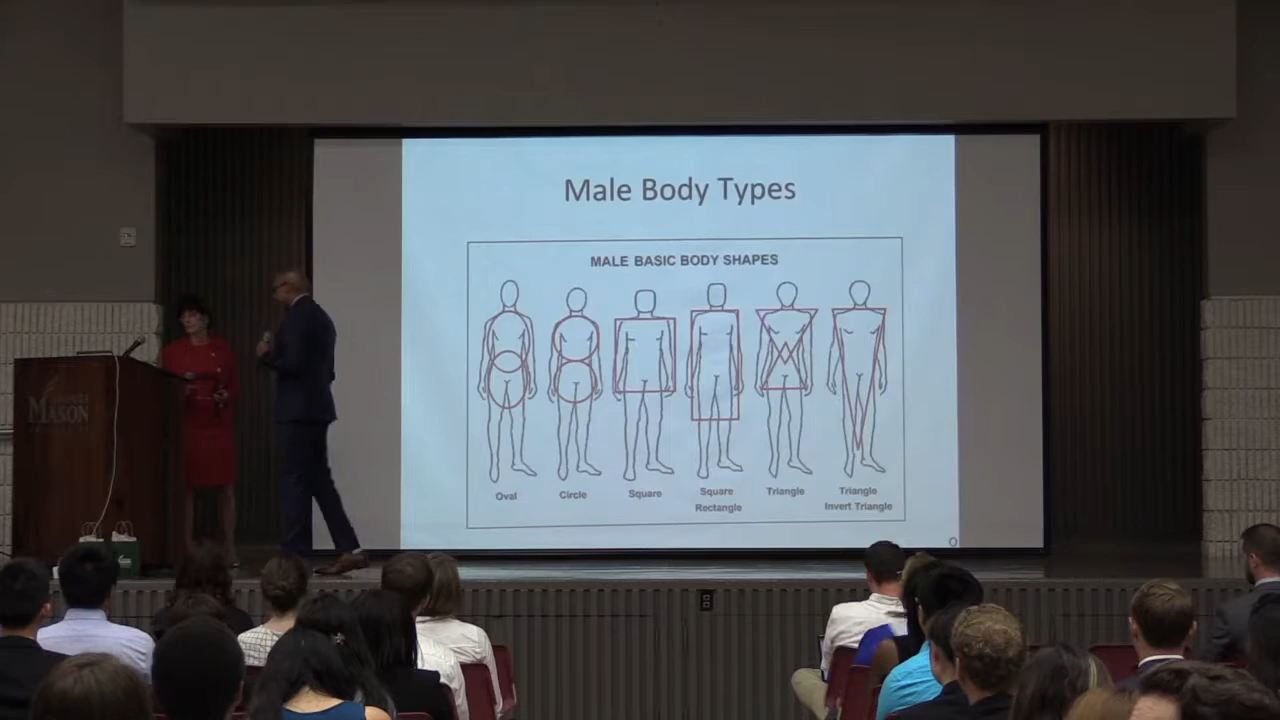 Male Body Types
MALE BASIC BODY SHAPES
Oval
Circle
Square
Square
Rectangle
Triangle
Triangle
Invert Triangle
MASON